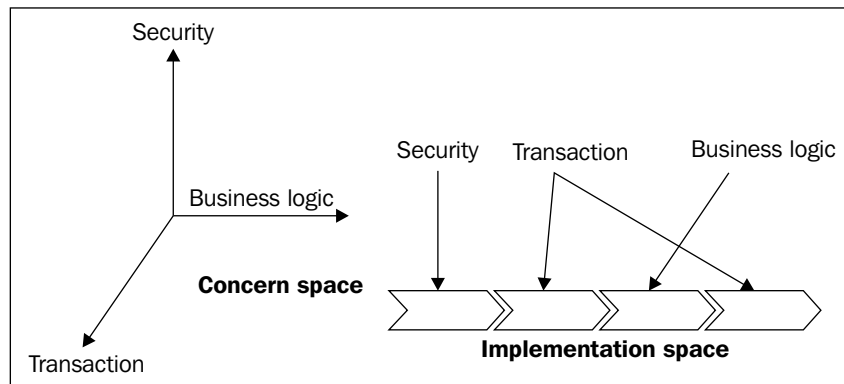 Security
Business logic
Concern space
Transaction
Security
Transaction
Business logic
Implementation space